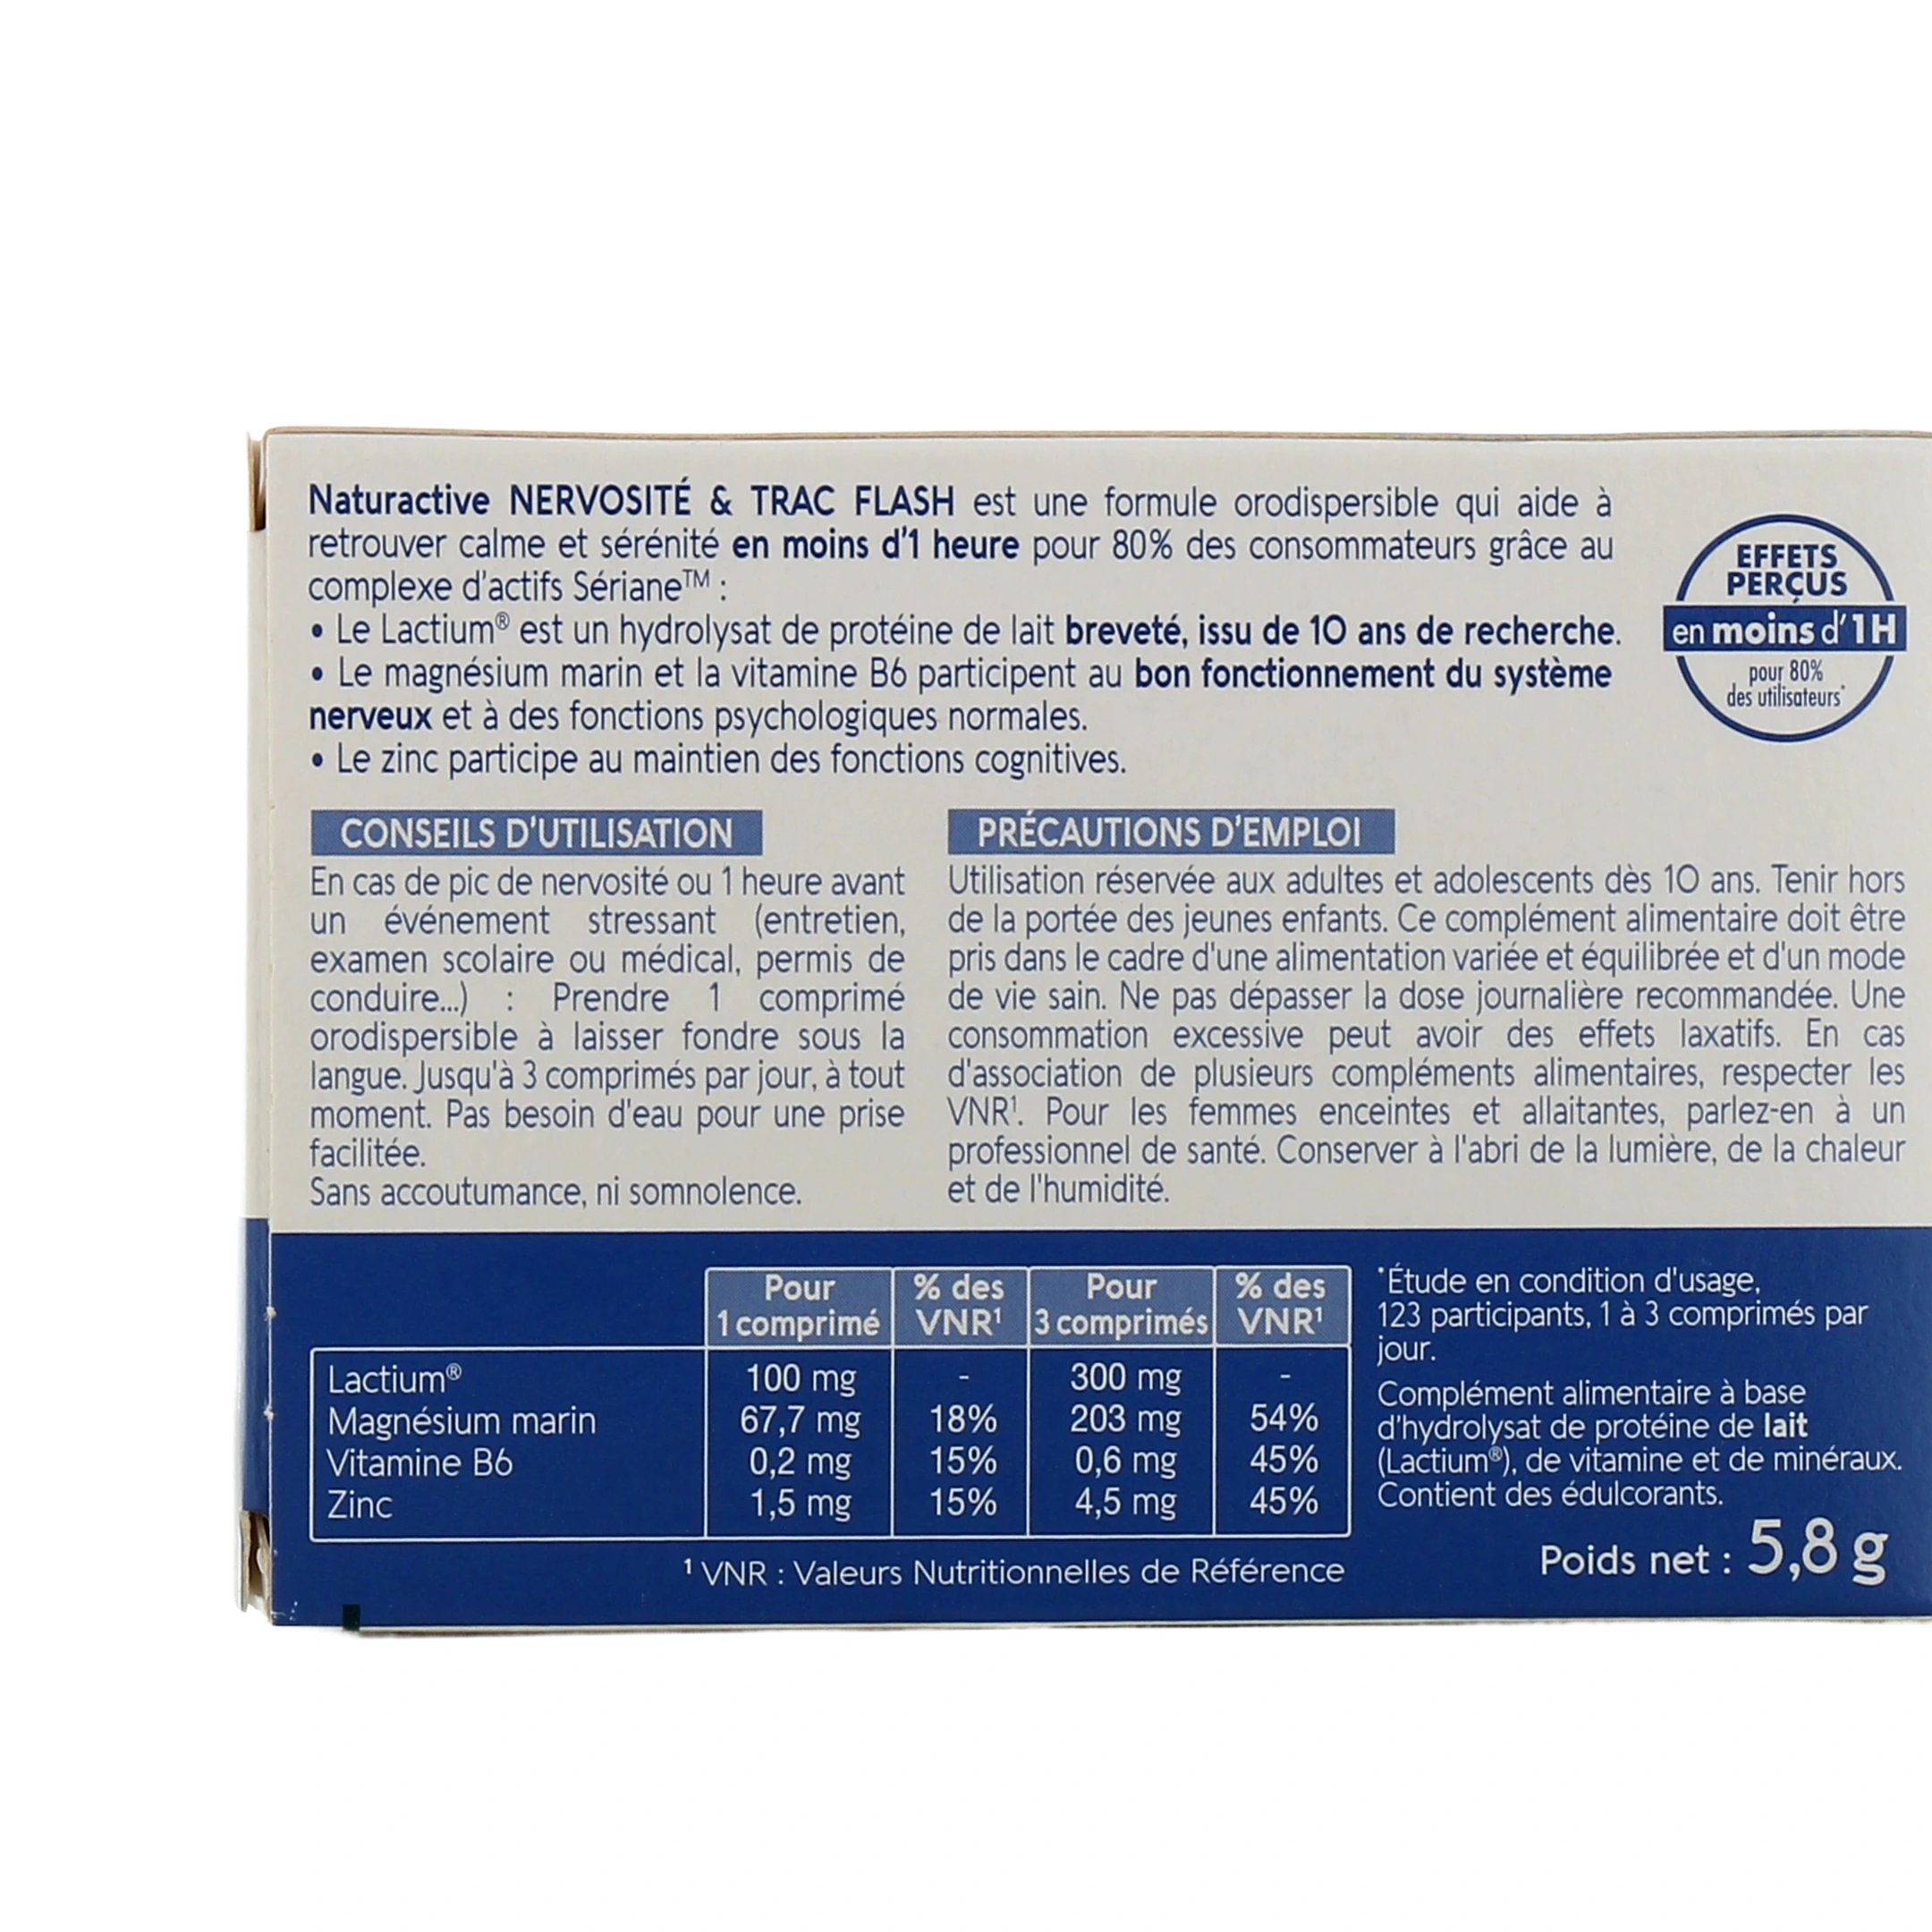 Naturactive NERVOSITÉ & TRAC FLASH est une formule orodispersible qui aide à
retrouver calme et sérénité en moins d'1 heure pour 80% des consommateurs grâce au
complexe d'actifs Sériane™ :
• Le Lactium® est un hydrolysat de protéine de lait breveté, issu de 10 ans de recherche.
• Le magnésium marin et la vitamine B6 participent au bon fonctionnement du système
nerveux et à des fonctions psychologiques normales.
• Le zinc participe au maintien des fonctions cognitives.
EFFETS
PERÇUS
en moins d'1H
pour 80%
des utilisateurs*
CONSEILS D'UTILISATION
En cas de pic de nervosité ou 1 heure avant
un événement stressant (entretien,
examen scolaire ou médical, permis de
conduire...) : Prendre 1 comprimé
orodispersible à laisser fondre sous la
langue. Jusqu'à 3 comprimés par jour, à tout
moment. Pas besoin d'eau pour une prise
facilitée.
Sans accoutumance, ni somnolence.
PRÉCAUTIONS D'EMPLOI
Utilisation réservée aux adultes et adolescents dès 10 ans. Tenir hors
de la portée des jeunes enfants. Ce complément alimentaire doit être
pris dans le cadre d'une alimentation variée et équilibrée et d'un mode
de vie sain. Ne pas dépasser la dose journalière recommandée. Une
consommation excessive peut avoir des effets laxatifs. En cas
d'association de plusieurs compléments alimentaires, respecter les
VNR¹. Pour les femmes enceintes et allaitantes, parlez-en à un
professionnel de santé. Conserver à l'abri de la lumière, de la chaleur
et de l'humidité.
Pour 1 comprimé % des VNR¹ Pour 3 comprimés % des VNR¹
Lactium® 100 mg - 300 mg -
Magnésium marin 67,7 mg 18% 203 mg 54%
Vitamine B6 0,2 mg 15% 0,6 mg 45%
Zinc 1,5 mg 15% 4,5 mg 45%
¹ VNR : Valeurs Nutritionnelles de Référence
*Étude en condition d'usage,
123 participants, 1 à 3 comprimés par
jour.
Complément alimentaire à base
d'hydrolysat de protéine de lait
(Lactium®), de vitamine et de minéraux.
Contient des édulcorants.
Poids net : 5,8 g